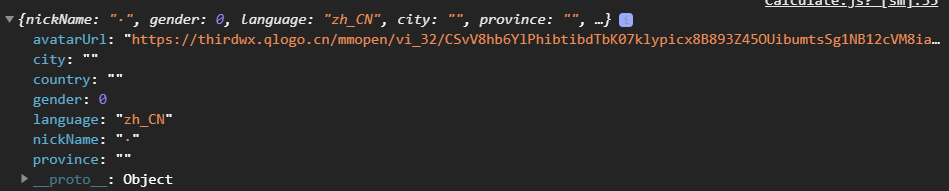 Calculate.js? [sm]:55
{nickName: "·", gender: 0, language: "zh_CN", city: "", province: "", …} i
avatarUrl: "https://thirdwx.qlogo.cn/mmopen/vi_32/CSvV8hb6YlPhibtibdTbK07klypicx8B893Z45OUibumtsSg1NB12cVM8ia…
city: ""
country: ""
gender: 0
language: "zh_CN"
nickName: "·"
province: ""
__proto__: Object